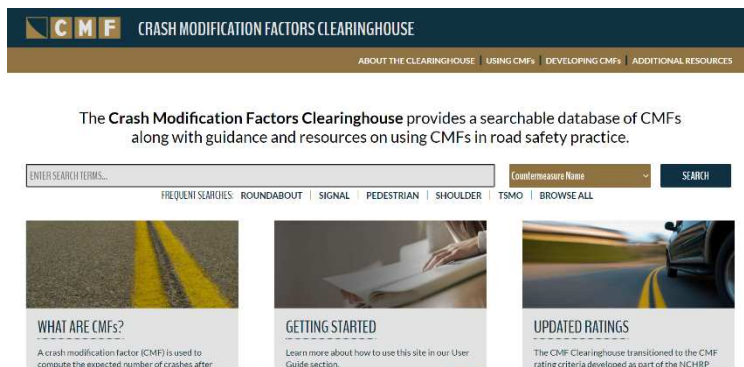 CMF CRASH MODIFICATION FACTORS CLEARINGHOUSE
ABOUT THE CLEARINGHOUSE | USING CMFs | DEVELOPING CMFs | ADDITIONAL RESOURCES
The Crash Modification Factors Clearinghouse provides a searchable database of CMFs
along with guidance and resources on using CMFs in road safety practice.
ENTER SEARCH TERMS... Countermeasure Name SEARCH
FREQUENT SEARCHES: ROUNDABOUT | SIGNAL | PEDESTRIAN | SHOULDER | TSMO | BROWSE ALL
WHAT ARE CMFs?
A crash modification factor (CMF) is used to
compute the expected number of crashes after
GETTING STARTED
Learn more about how to use this site in our User
Guide section.
UPDATED RATINGS
The CMF Clearinghouse transitioned to the CMF
rating criteria developed as part of the NCHRP